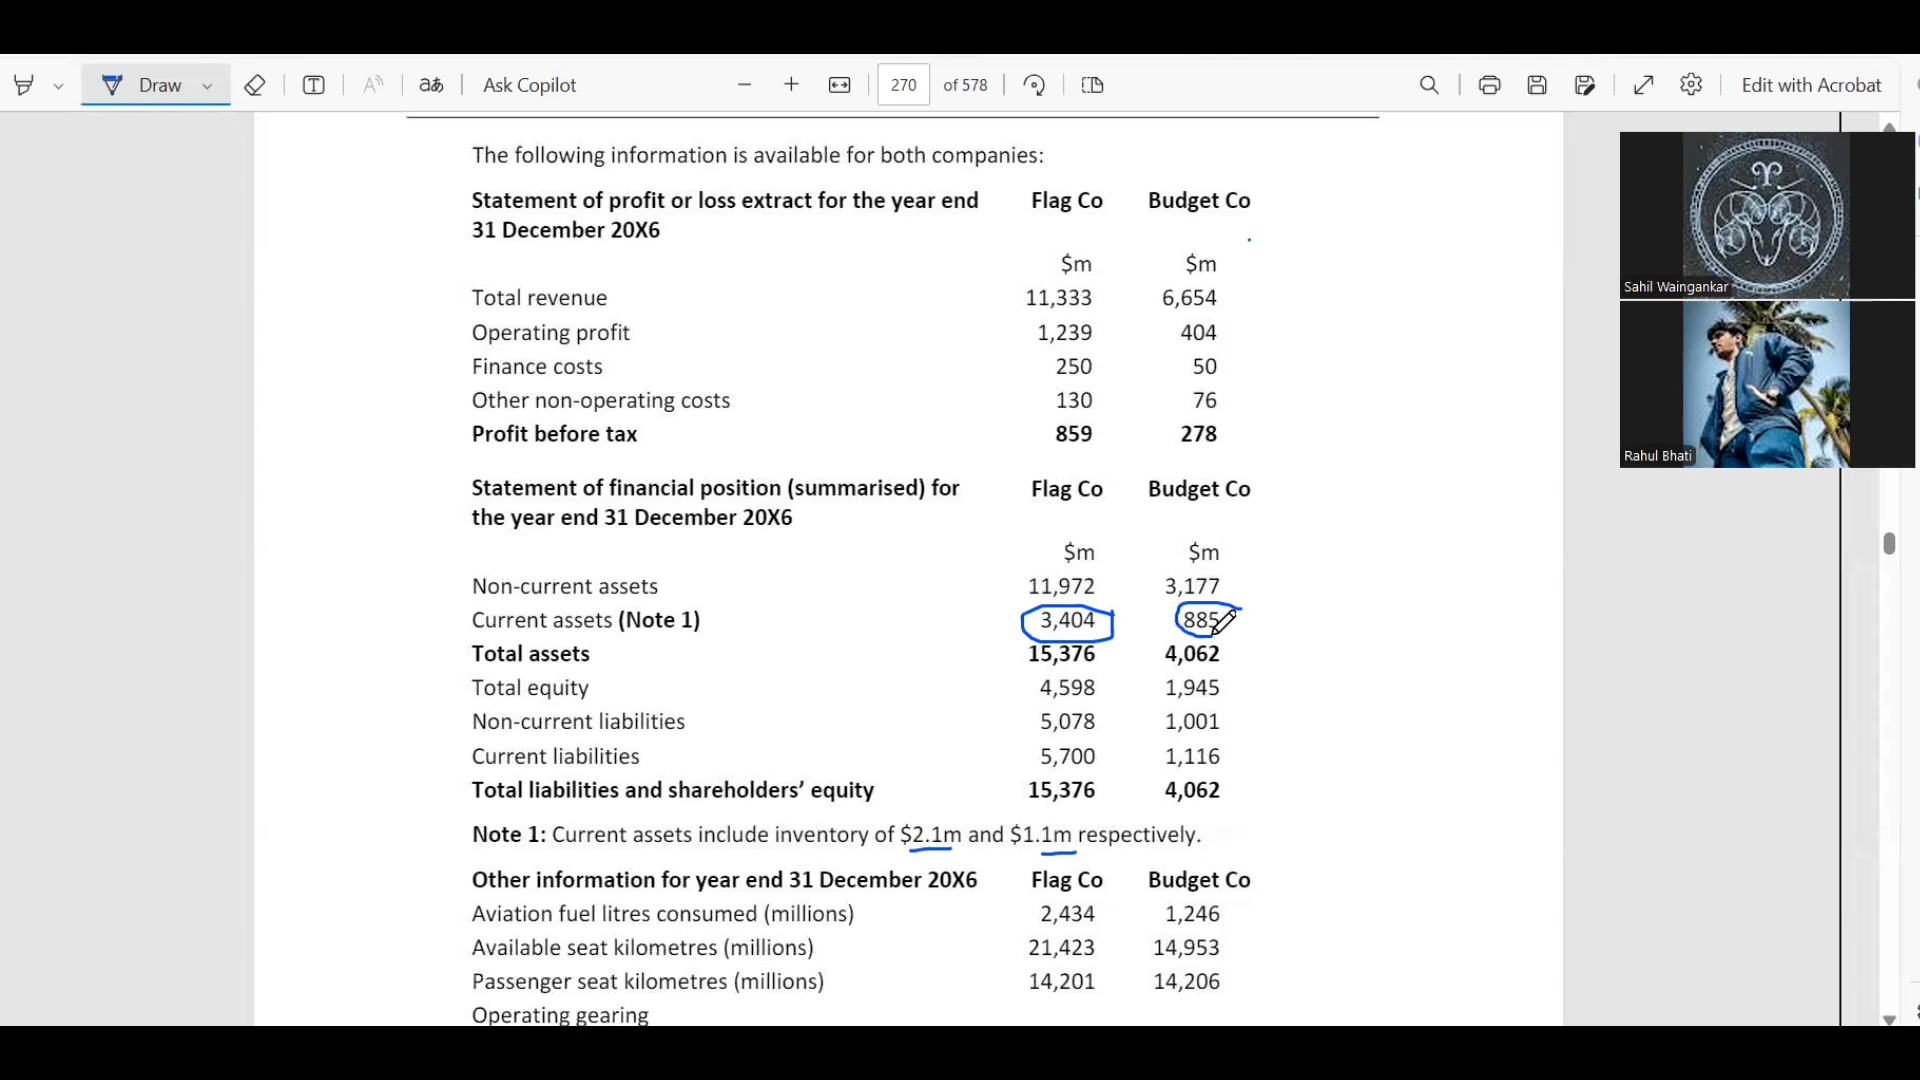 Draw
aあ
Ask Copilot
270 of 578
Edit with Acrobat
The following information is available for both companies:
Statement of profit or loss extract for the year end 31 December 20X6 Flag Co Budget Co
$m $m
Total revenue 11,333 6,654
Operating profit 1,239 404
Finance costs 250 50
Other non-operating costs 130 76
Profit before tax 859 278
Statement of financial position (summarised) for the year end 31 December 20X6 Flag Co Budget Co
$m $m
Non-current assets 11,972 3,177
Current assets (Note 1) 3,404 885
Total assets 15,376 4,062
Total equity 4,598 1,945
Non-current liabilities 5,078 1,001
Current liabilities 5,700 1,116
Total liabilities and shareholders’ equity 15,376 4,062
Note 1: Current assets include inventory of $2.1m and $1.1m respectively.
Other information for year end 31 December 20X6 Flag Co Budget Co
Aviation fuel litres consumed (millions) 2,434 1,246
Available seat kilometres (millions) 21,423 14,953
Passenger seat kilometres (millions) 14,201 14,206
Operating gearing
Sahil Waingankar
Rahul Bhati